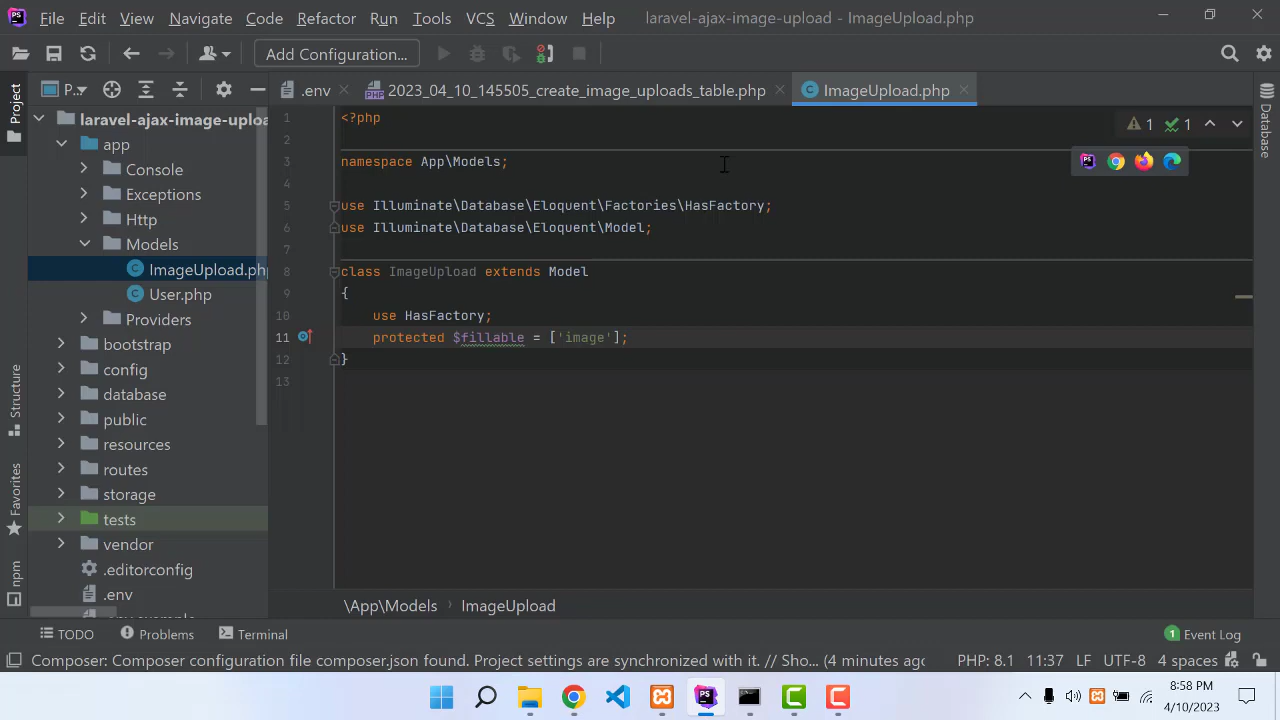 File Edit View Navigate Code Refactor Run Tools VCS Window Help laravel-ajax-image-upload - ImageUpload.php
Add Configuration...
Project
P...
.env
2023_04_10_145505_create_image_uploads_table.php
ImageUpload.php
Database
laravel-ajax-image-uploa
app
Console
Exceptions
Http
Models
ImageUpload.ph
User.php
Providers
bootstrap
config
database
public
resources
routes
storage
tests
vendor
.editorconfig
.env
1 <?php
2
3 namespace App\Models;
4
5 use Illuminate\Database\Eloquent\Factories\HasFactory;
6 use Illuminate\Database\Eloquent\Model;
7
8 class ImageUpload extends Model
9 {
10 use HasFactory;
11 protected $fillable = ['image'];
12 }
13
1 1
Structure
Favorites
npm
\App\Models ImageUpload
TODO Problems Terminal 1 Event Log
Composer: Composer configuration file composer.json found. Project settings are synchronized with it. // Sho... (4 minutes ago PHP: 8.1 11:37 LF UTF-8 4 spaces
PS
8:58 PM
4/10/2023